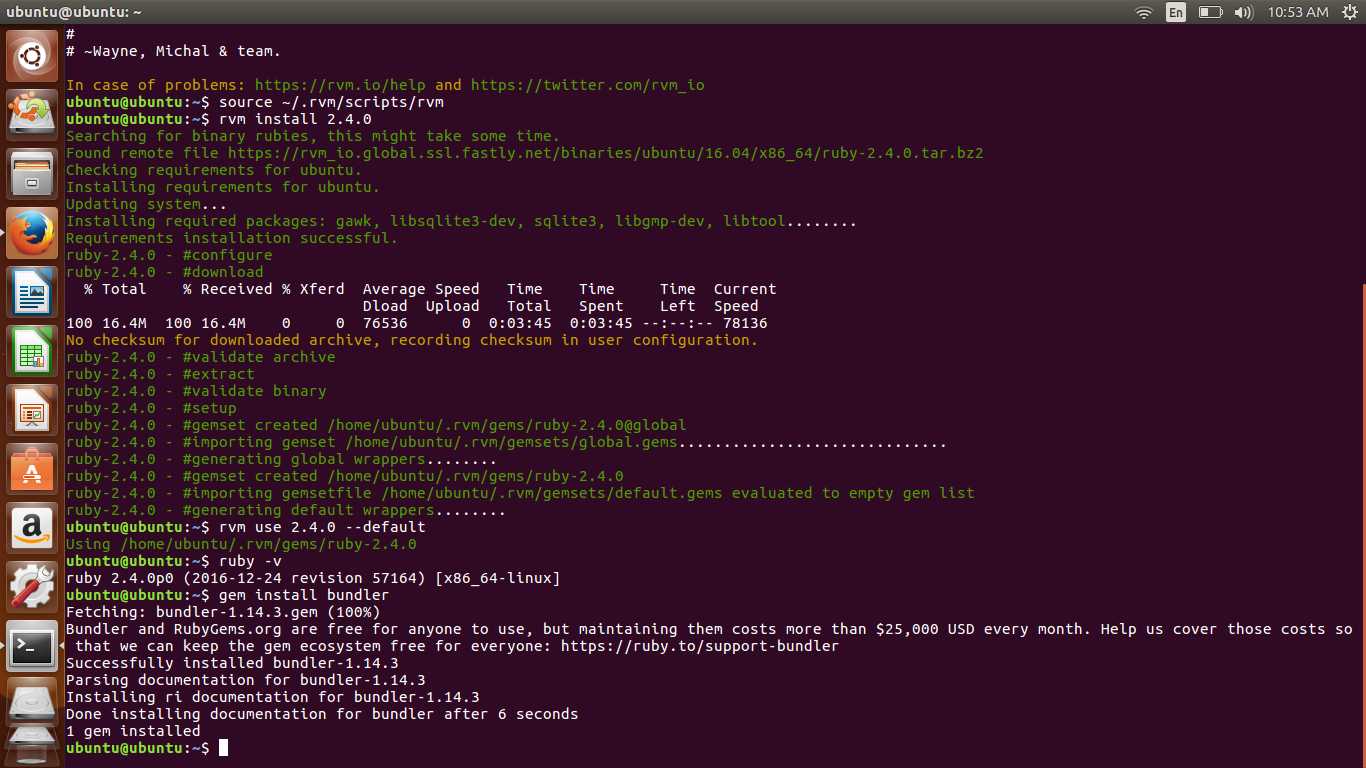 ubuntu@ubuntu: ~
En
10:53 AM
#
# ~Wayne, Michal & team.
In case of problems: https://rvm.io/help and https://twitter.com/rvm_io
ubuntu@ubuntu:~$ source ~/.rvm/scripts/rvm
ubuntu@ubuntu:~$ rvm install 2.4.0
Searching for binary rubies, this might take some time.
Found remote file https://rvm_io.global.ssl.fastly.net/binaries/ubuntu/16.04/x86_64/ruby-2.4.0.tar.bz2
Checking requirements for ubuntu.
Installing requirements for ubuntu.
Updating system...
Installing required packages: gawk, libsqlite3-dev, sqlite3, libgmp-dev, libtool........
Requirements installation successful.
ruby-2.4.0 - #configure
ruby-2.4.0 - #download
  % Total    % Received % Xferd  Average Speed   Time    Time     Time  Current
                                 Dload  Upload   Total   Spent    Left  Speed
100 16.4M  100 16.4M    0     0  76536      0  0:03:45  0:03:45 --:--:-- 78136
No checksum for downloaded archive, recording checksum in user configuration.
ruby-2.4.0 - #validate archive
ruby-2.4.0 - #extract
ruby-2.4.0 - #validate binary
ruby-2.4.0 - #setup
ruby-2.4.0 - #gemset created /home/ubuntu/.rvm/gems/ruby-2.4.0@global
ruby-2.4.0 - #importing gemset /home/ubuntu/.rvm/gemsets/global.gems..............................
ruby-2.4.0 - #generating global wrappers........
ruby-2.4.0 - #gemset created /home/ubuntu/.rvm/gems/ruby-2.4.0
ruby-2.4.0 - #importing gemsetfile /home/ubuntu/.rvm/gemsets/default.gems evaluated to empty gem list
ruby-2.4.0 - #generating default wrappers........
ubuntu@ubuntu:~$ rvm use 2.4.0 --default
Using /home/ubuntu/.rvm/gems/ruby-2.4.0
ubuntu@ubuntu:~$ ruby -v
ruby 2.4.0p0 (2016-12-24 revision 57164) [x86_64-linux]
ubuntu@ubuntu:~$ gem install bundler
Fetching: bundler-1.14.3.gem (100%)
Bundler and RubyGems.org are free for anyone to use, but maintaining them costs more than $25,000 USD every month. Help us cover those costs so
 that we can keep the gem ecosystem free for everyone: https://ruby.to/support-bundler
Successfully installed bundler-1.14.3
Parsing documentation for bundler-1.14.3
Installing ri documentation for bundler-1.14.3
Done installing documentation for bundler after 6 seconds
1 gem installed
ubuntu@ubuntu:~$